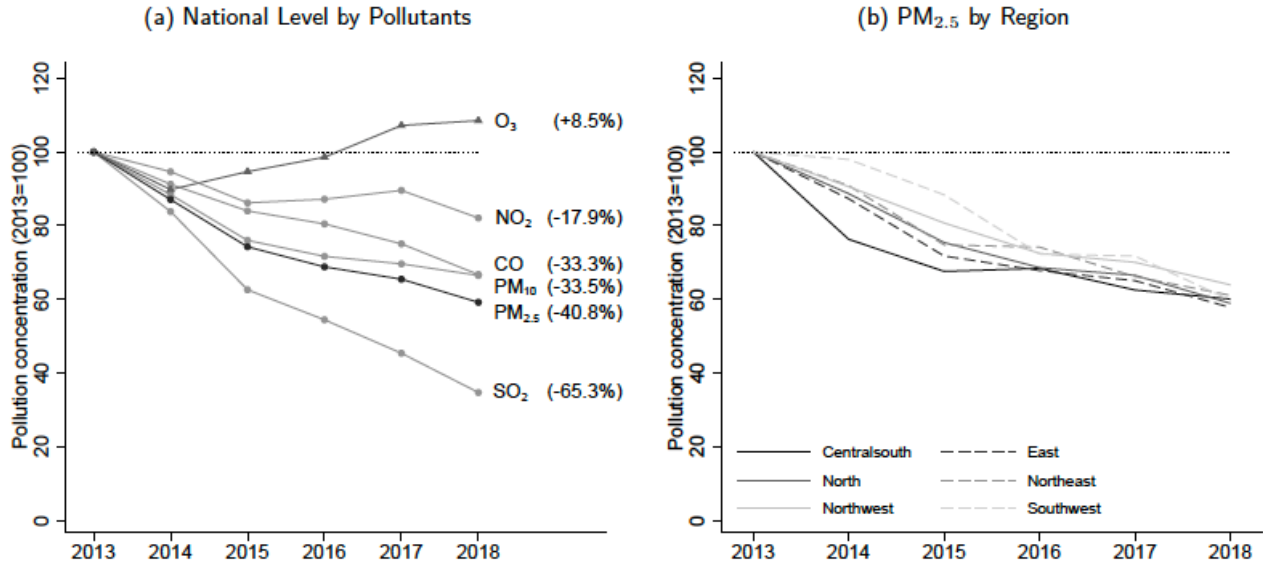 (a) National Level by Pollutants
Pollution concentration (2013=100)
120
100
80
60
40
20
0
O₃ (+8.5%)
NO₂ (-17.9%)
CO (-33.3%)
PM₁₀ (-33.5%)
PM₂.₅ (-40.8%)
SO₂ (-65.3%)
2013 2014 2015 2016 2017 2018
(b) PM₂.₅ by Region
Pollution concentration (2013=100)
120
100
80
60
40
20
0
Centralsouth East
North Northeast
Northwest Southwest
2013 2014 2015 2016 2017 2018